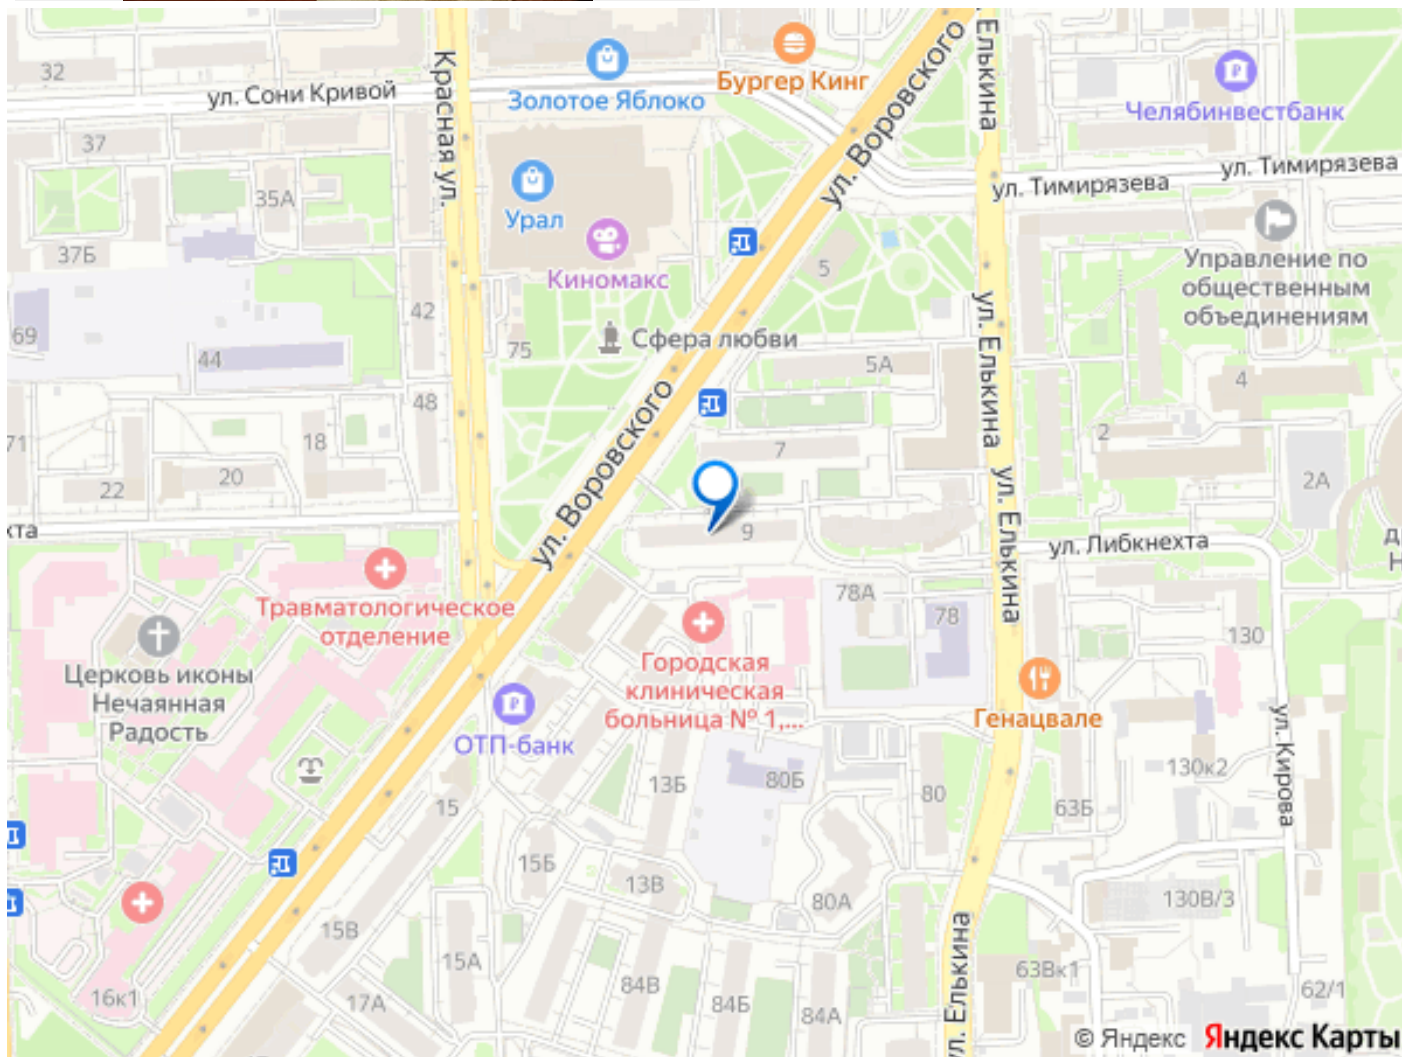 32
ул. Сони Кривой
Красная ул.
Золотое Яблоко
Бургер Кинг
ул. Воровского
Елькина
Челябинвестбанк
37
35А
37Б
Урал
Киномакс
ул. Тимирязева
ул. Тимирязева
Управление по
общественным
объединениям
5
42
69
44
75
Сфера любви
5А
4
ул. Елькина
48
18
71
20
22
ул. Воровского
7
2
2А
хта
9
ул. Елькина
ул. Либкнехта
д
Н
Травматологическое
отделение
78А
78
130
Церковь иконы
Нечаянная
Радость
Городская
клиническая
больница № 1,...
ОТП-банк
Генацвале
ул. Кирова
130к2
13Б
80Б
80
63Б
15
15Б
13В
80А
130В/3
15В
15А
16к1
17А
84В
84Б
84А
ул. Елькина
63Вк1
62/1
© Яндекс Яндекс Карты